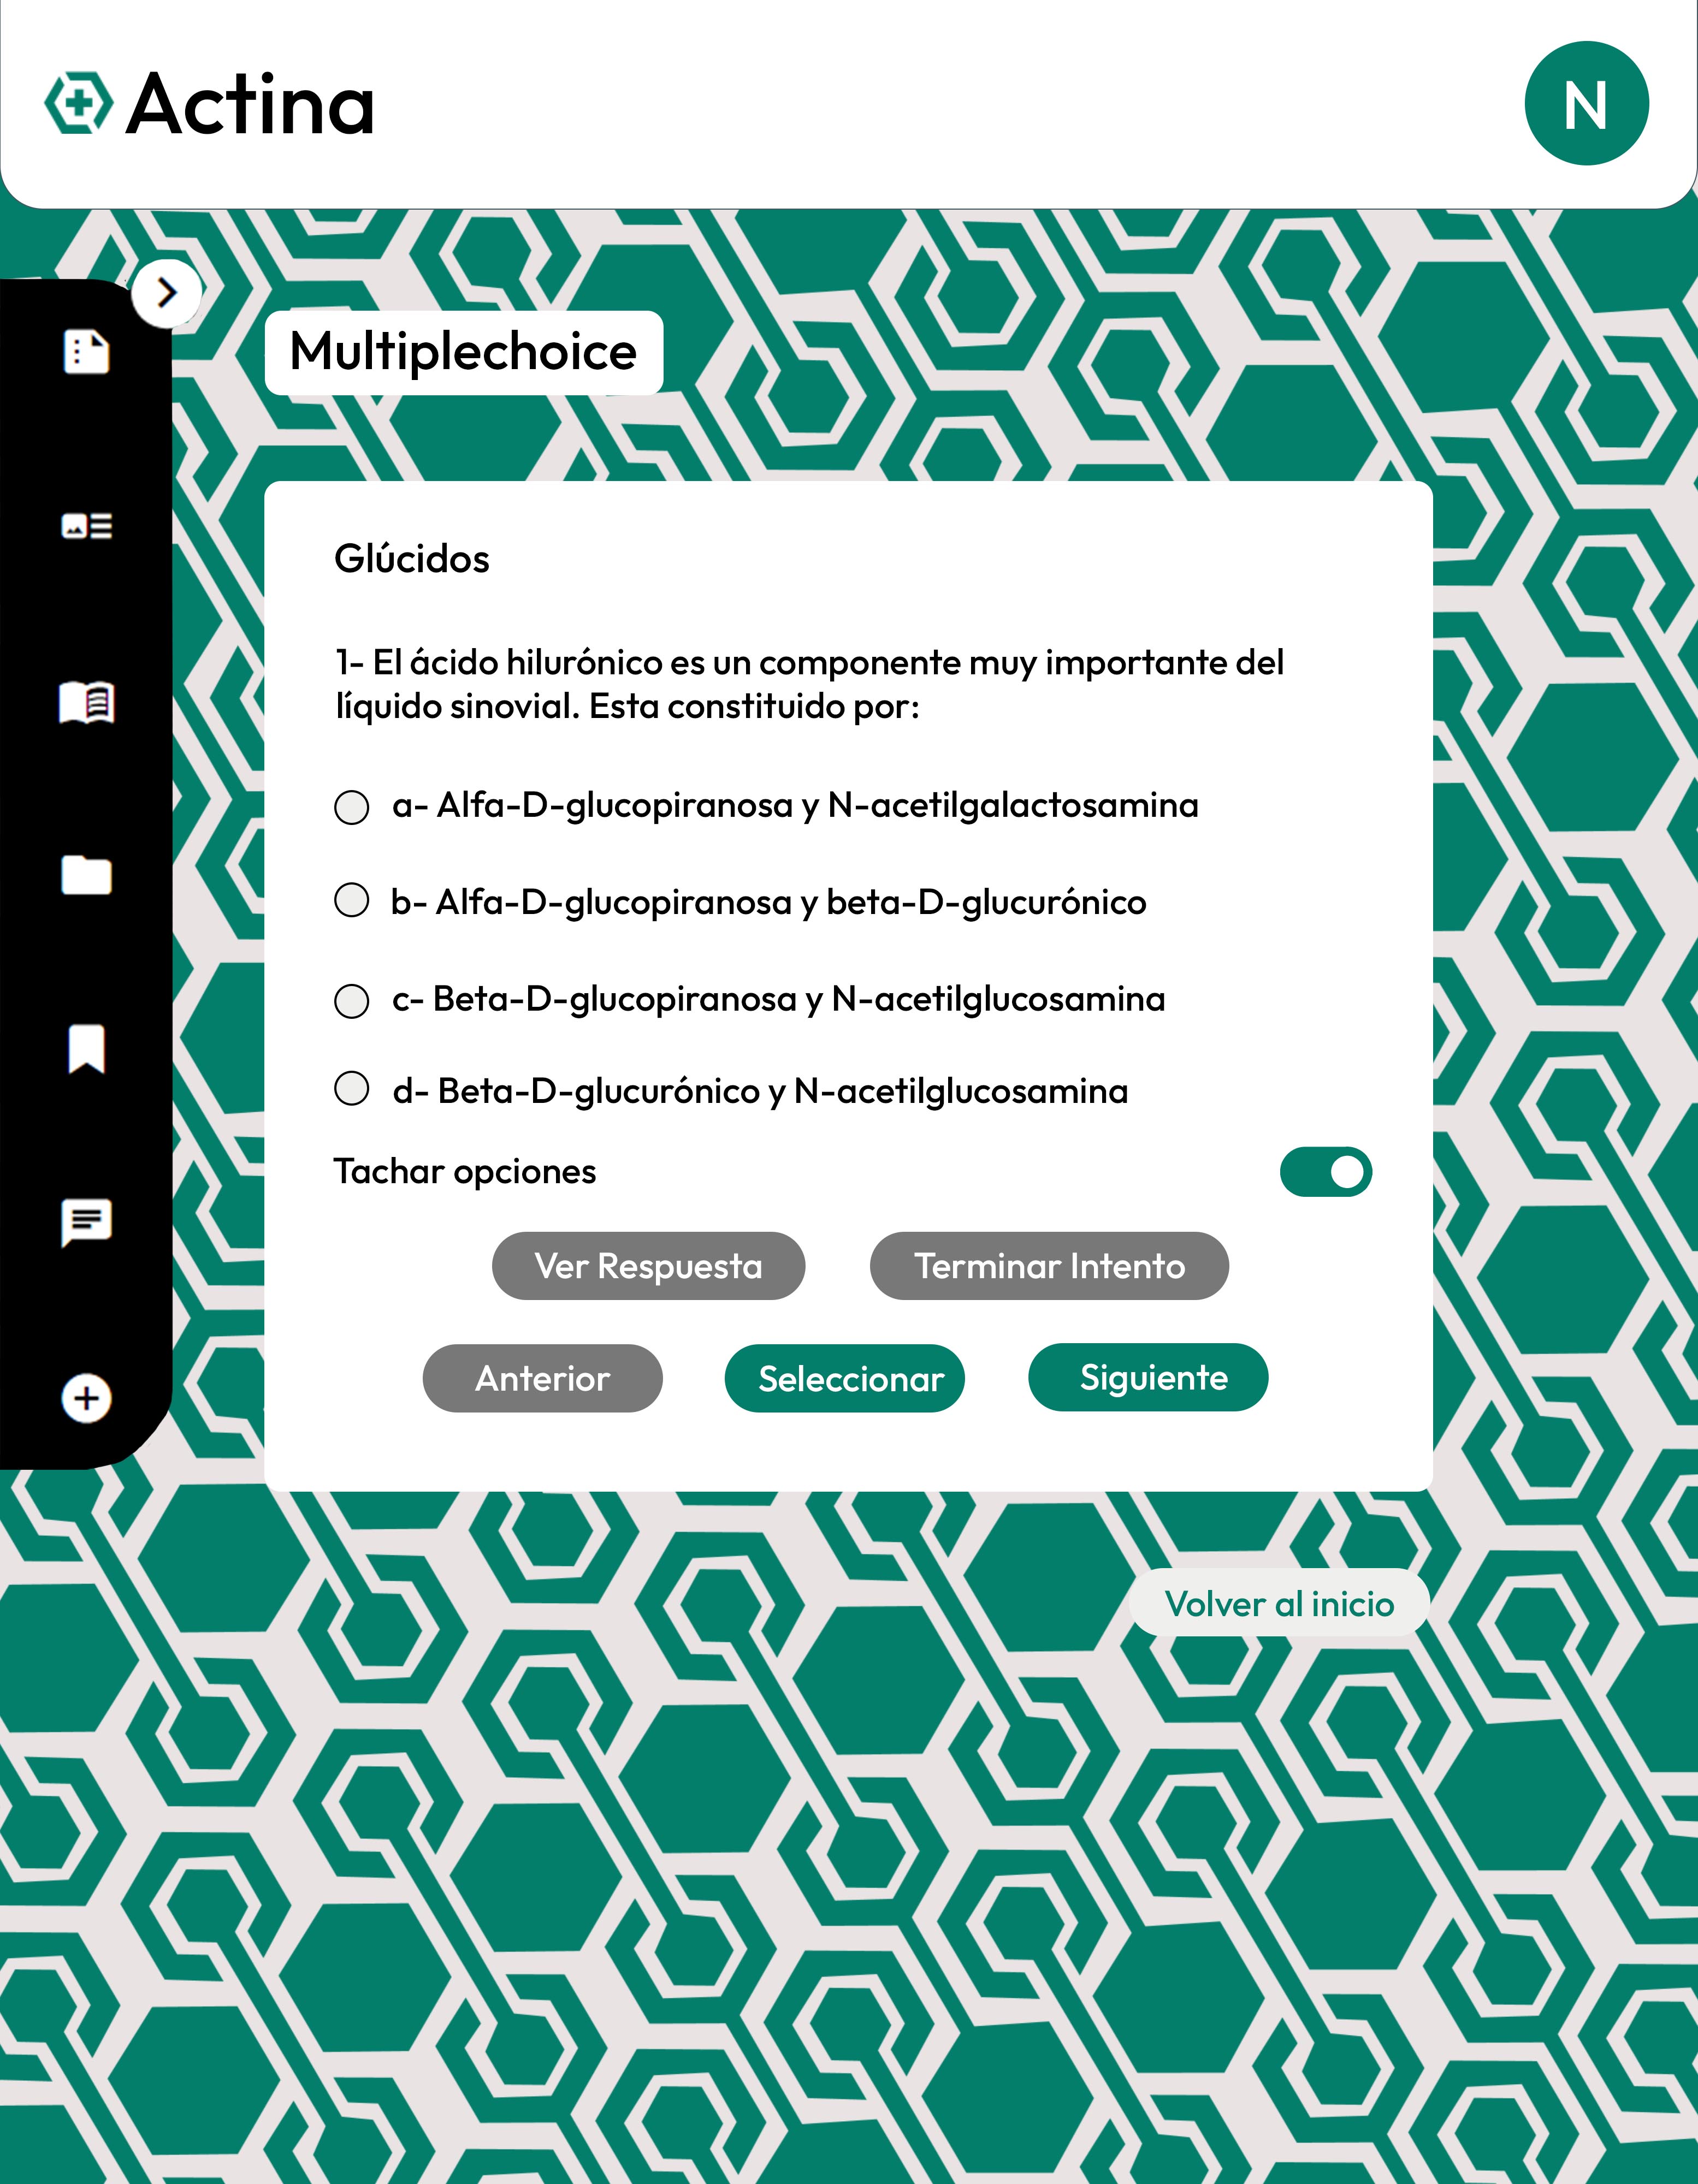 Actina
N
Multiplechoice
Glúcidos
1- El ácido hilurónico es un componente muy importante del
líquido sinovial. Esta constituido por:
a- Alfa-D-glucopiranosa y N-acetilgalactosamina
b- Alfa-D-glucopiranosa y beta-D-glucurónico
c- Beta-D-glucopiranosa y N-acetilglucosamina
d- Beta-D-glucurónico y N-acetilglucosamina
Tachar opciones
Ver Respuesta Terminar Intento
Anterior Seleccionar Siguiente
Volver al inicio